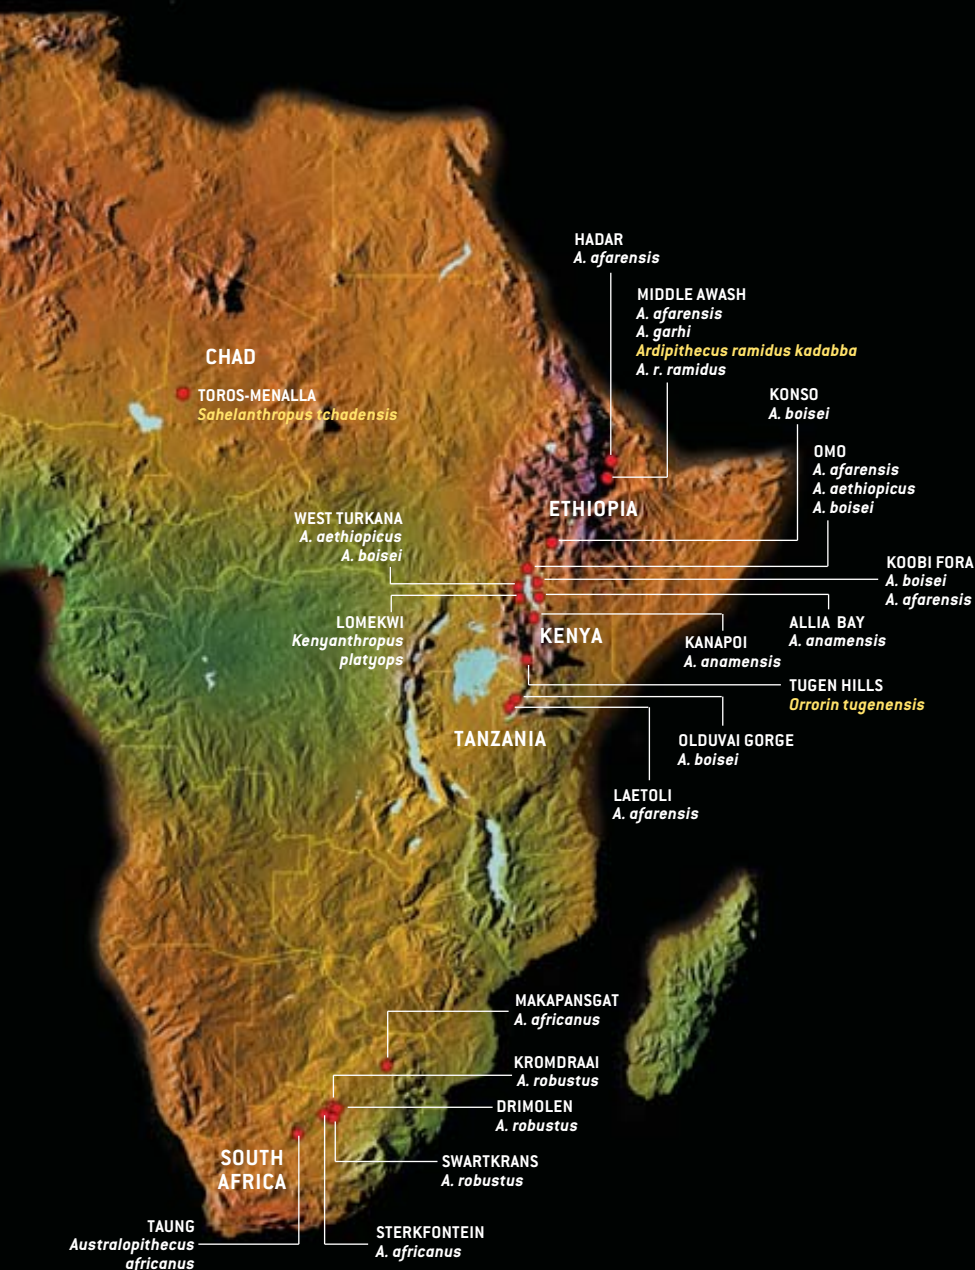 HADAR
A. afarensis
MIDDLE AWASH
A. afarensis
A. garhi
Ardipithecus ramidus kadabba
A. r. ramidus
CHAD
TOROS-MENALLA
Sahelanthropus tchadensis
KONSO
A. boisei
OMO
A. afarensis
A. aethiopicus
A. boisei
ETHIOPIA
WEST TURKANA
A. aethiopicus
A. boisei
KOOBI FORA
A. boisei
A. afarensis
LOMEKWI
Kenyanthropus
platyops
KENYA
ALLIA BAY
A. anamensis
KANAPOI
A. anamensis
TUGEN HILLS
Orrorin tugenensis
TANZANIA
OLDUVAI GORGE
A. boisei
LAETOLI
A. afarensis
MAKAPANSGAT
A. africanus
KROMDRAAI
A. robustus
DRIMOLEN
A. robustus
SOUTH
AFRICA
SWARTKRANS
A. robustus
TAUNG
Australopithecus
africanus
STERKFONTEIN
A. africanus